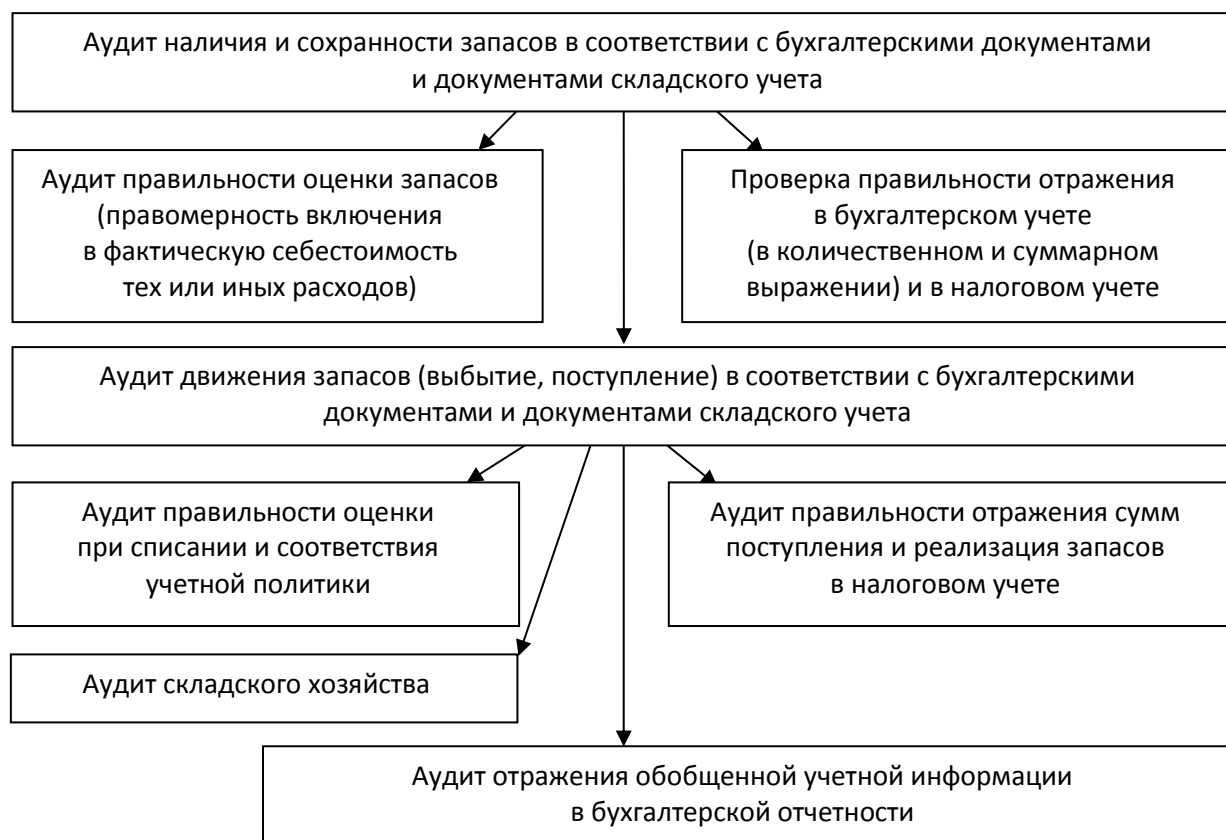 Аудит наличия и сохранности запасов в соответствии с бухгалтерскими документами
и документами складского учета
Аудит правильности оценки запасов
(правомерность включения
в фактическую себестоимость
тех или иных расходов)
Проверка правильности отражения
в бухгалтерском учете
(в количественном и суммарном
выражении) и в налоговом учете
Аудит движения запасов (выбытие, поступление) в соответствии с бухгалтерскими
документами и документами складского учета
Аудит правильности оценки
при списании и соответствия
учетной политики
Аудит правильности отражения сумм
поступления и реализация запасов
в налоговом учете
Аудит складского хозяйства
Аудит отражения обобщенной учетной информации
в бухгалтерской отчетности